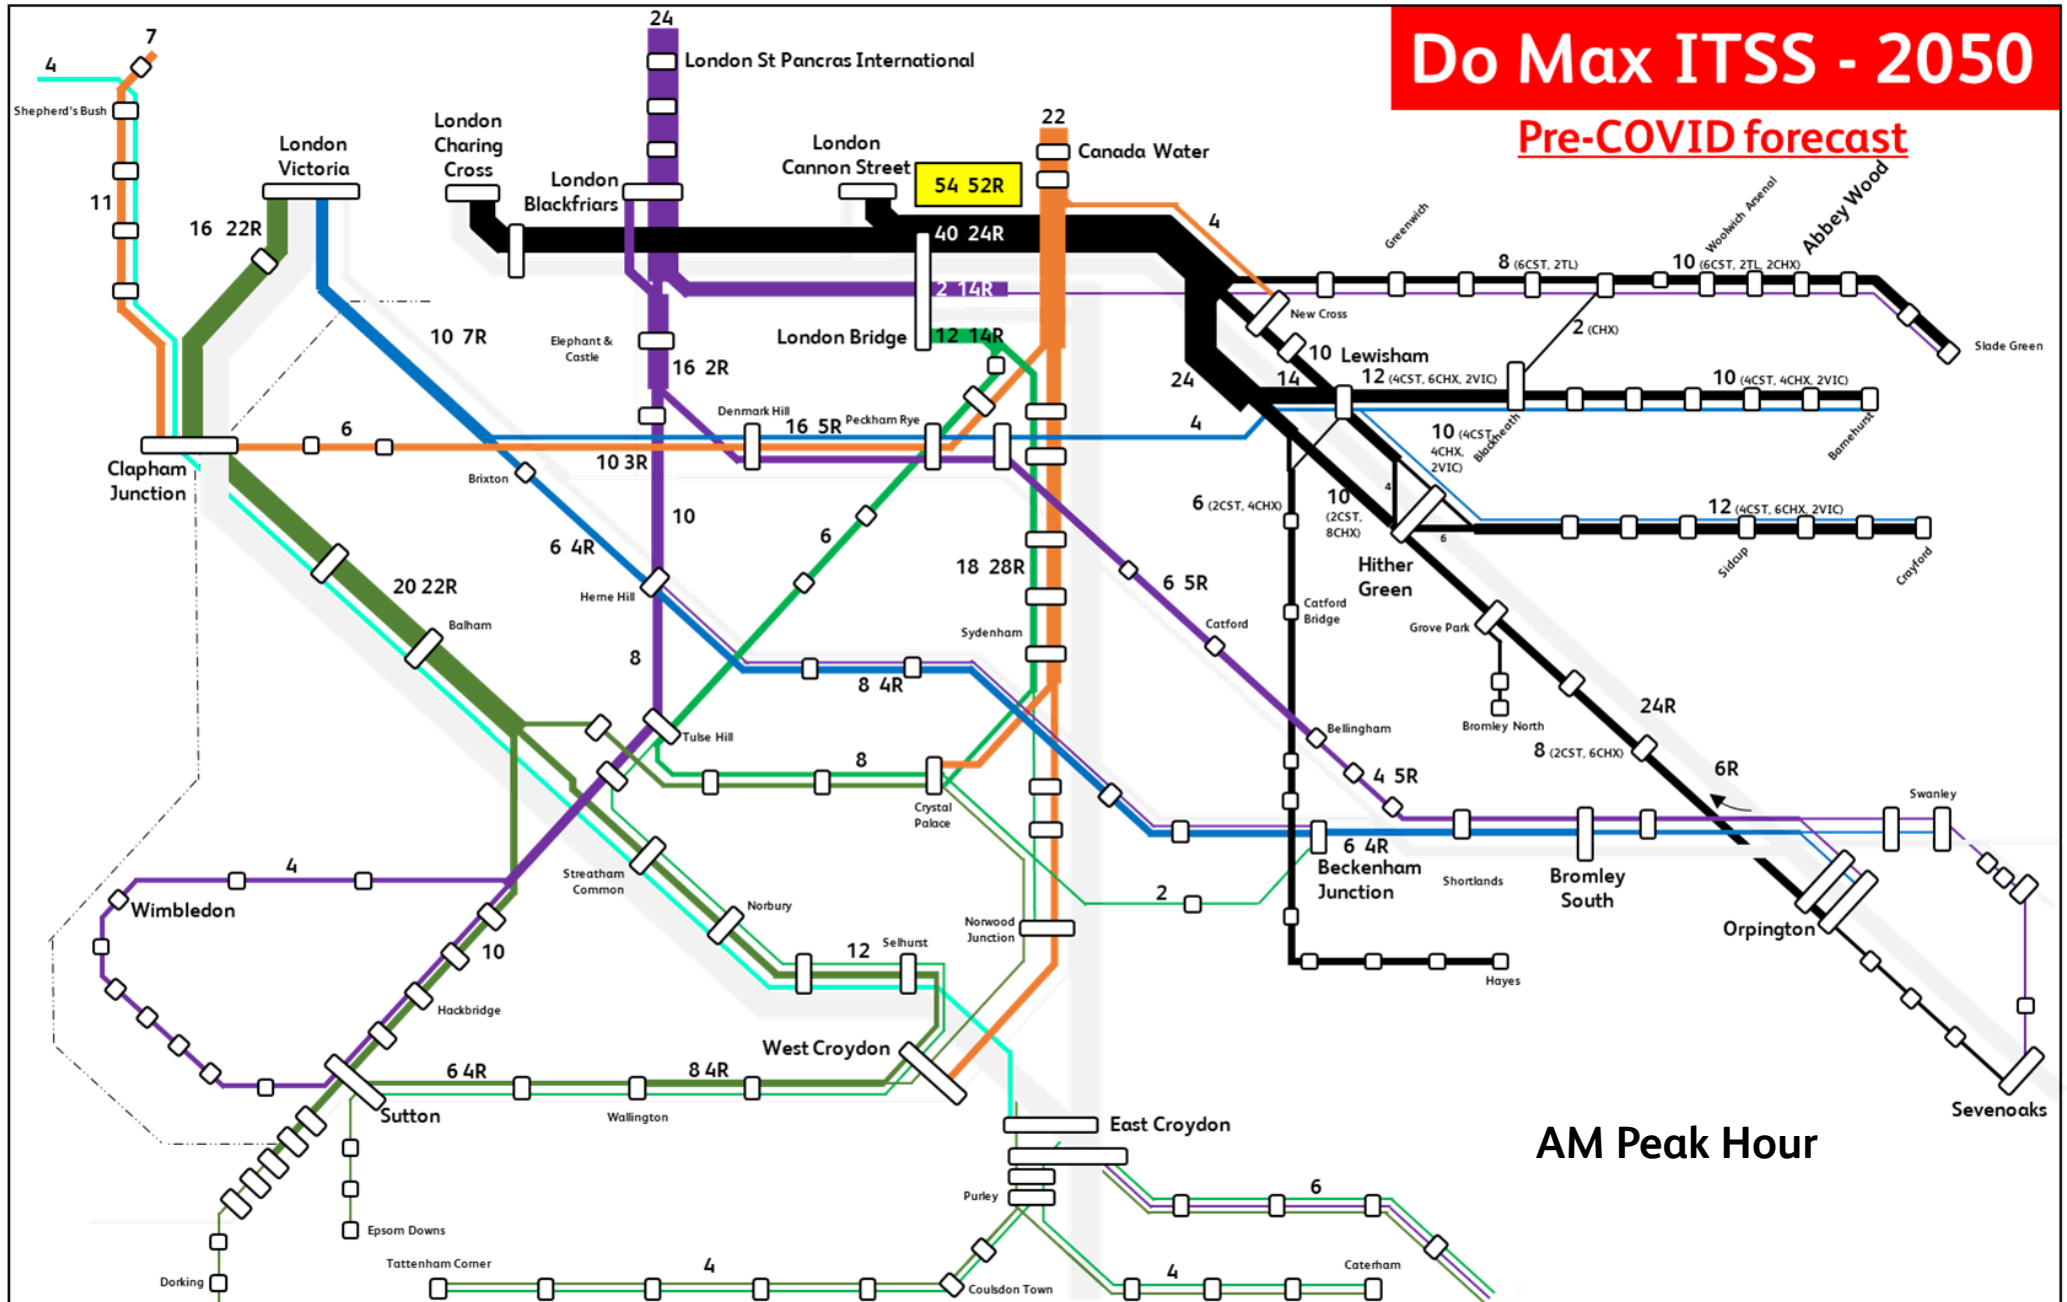 Do Max ITSS - 2050
Pre-COVID forecast
24
London St Pancras International
7
4
Shepherd's Bush
London
Victoria
London
Charing
Cross
London
Blackfriars
London
Cannon Street
54 52R
22
Canada Water
11
16 22R
40 24R
4
Greenwich
8 (6CST, 2TL)
10 (6CST, 2TL, 2CHX)
Woolwich Arsenal
Abbey Wood
2 14R
New Cross
2 (CHX)
Slade Green
10 7R
Elephant &
Castle
London Bridge
12 14R
16 2R
10
Lewisham
24
14
12 (4CST, 6CHX, 2VIC)
10 (4CST, 4CHX, 2VIC)
Denmark Hill
16 5R
Peckham Rye
4
6
Clapham
Junction
Brixton
10 3R
10 (4CST,
4CHX,
2VIC)
Blackheath
Barnehurst
4
10
6 (2CST, 4CHX)
10
(2CST,
8CHX)
6
12 (4CST, 6CHX, 2VIC)
Sidcup
Crayford
6
6 4R
Herne Hill
18 28R
6 5R
Hither
Green
20 22R
Balham
Catford
Catford
Bridge
Grove Park
Sydenham
8
8 4R
Tulse Hill
Bellingham
Bromley North
24R
8 (2CST, 6CHX)
8
4 5R
6R
Crystal
Palace
Swanley
4
Wimbledon
Streatham
Common
6 4R
Beckenham
Junction
Shortlands
Bromley
South
Norbury
2
Norwood
Junction
Orpington
10
12
Selhurst
Hayes
Hackbridge
West Croydon
6 4R
8 4R
Sutton
Wallington
East Croydon
Sevenoaks
AM Peak Hour
Purley
6
Epsom Downs
Tattenham Corner
4
Coulsdon Town
4
Caterham
Dorking